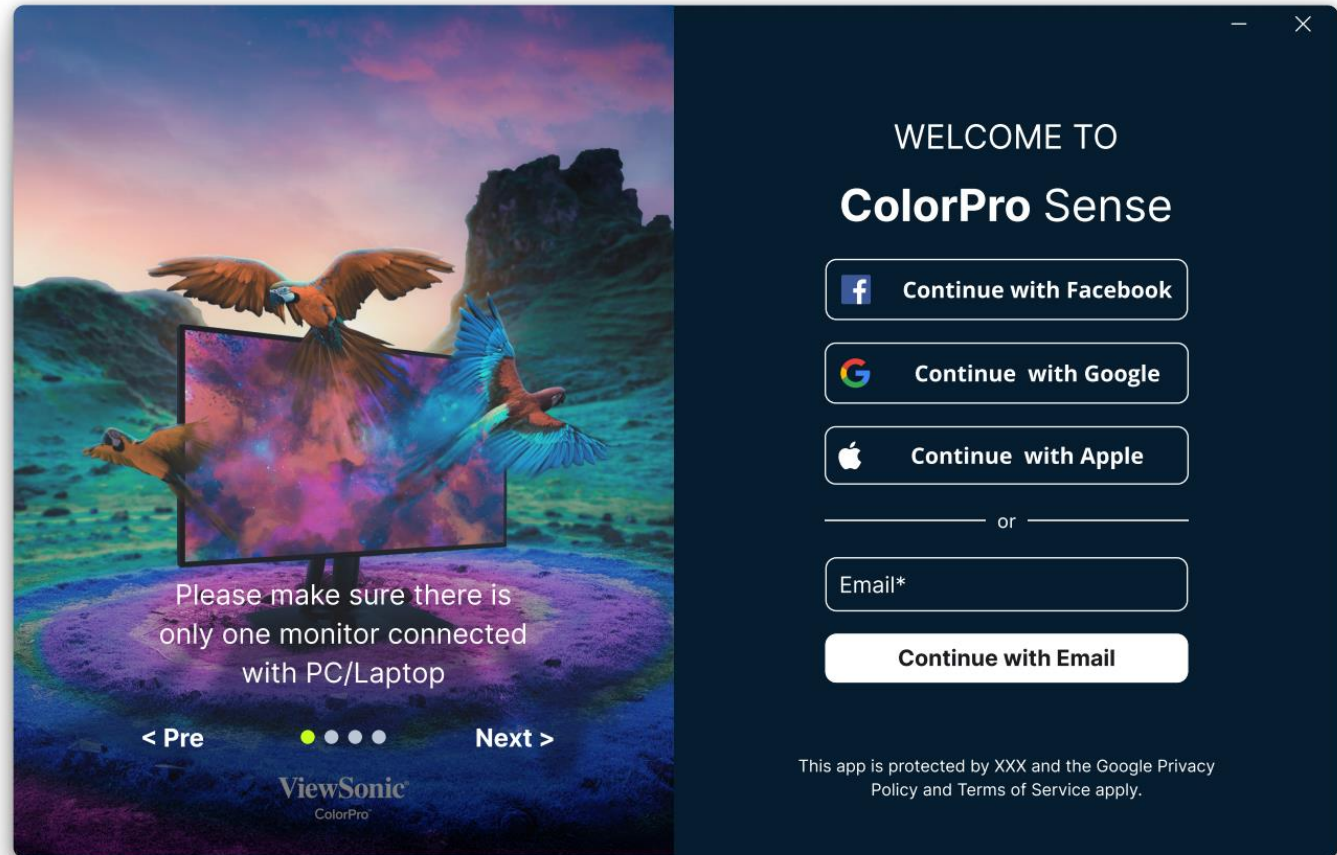 Please make sure there is
only one monitor connected
with PC/Laptop
< Pre
Next >
ViewSonic®
ColorPro™
WELCOME TO
ColorPro Sense
Continue with Facebook
Continue with Google
Continue with Apple
or
Email*
Continue with Email
This app is protected by XXX and the Google Privacy
Policy and Terms of Service apply.